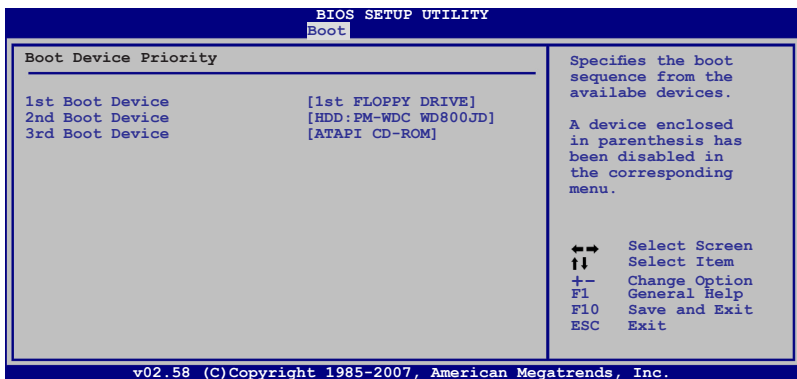 BIOS SETUP UTILITY
Boot
Boot Device Priority
1st Boot Device [1st FLOPPY DRIVE]
2nd Boot Device [HDD:PM-WDC WD800JD]
3rd Boot Device [ATAPI CD-ROM]
Specifies the boot
sequence from the
availabe devices.
A device enclosed
in parenthesis has
been disabled in
the corresponding
menu.
←→ Select Screen
↑↓ Select Item
+- Change Option
F1 General Help
F10 Save and Exit
ESC Exit
v02.58 (C)Copyright 1985-2007, American Megatrends, Inc.